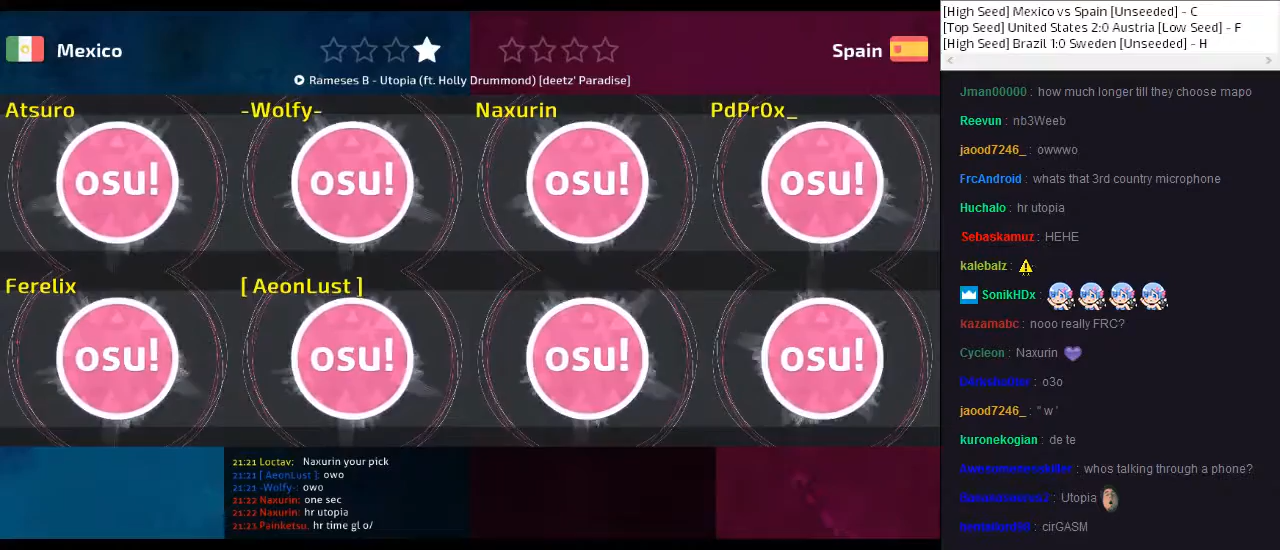 [High Seed] Mexico vs Spain [Unseeded] - C
[Top Seed] United States 2:0 Austria [Low Seed] - F
[High Seed] Brazil 1:0 Sweden [Unseeded] - H
Mexico
Spain
Rameses B - Utopia (ft. Holly Drummond) [deetz' Paradise]
Atsuro
-Wolfy-
Naxurin
PdPr0x_
osu!
osu!
osu!
osu!
Ferelix
[ AeonLust ]
osu!
osu!
osu!
osu!
21:21 Loctav: Naxurin your pick
21:21 [ AeonLust ]: owo
21:21 -Wolfy-: owo
21:22 Naxurin: one sec
21:22 Naxurin: hr utopia
21:23 Painketsu: hr time gl o/
Jman00000 : how much longer till they choose mapo
Reevun : nb3Weeb
jaood7246_ : owwwo
FrcAndroid : whats that 3rd country microphone
Huchalo : hr utopia
Sebaskamuz : HEHE
kalebalz :
SonikHDx :
kazamabc : nooo really FRC?
Cycleon : Naxurin
: o3o
jaood7246_ : " w '
kuronekogian : de te
: whos talking through a phone?
: Utopia
: cirGASM